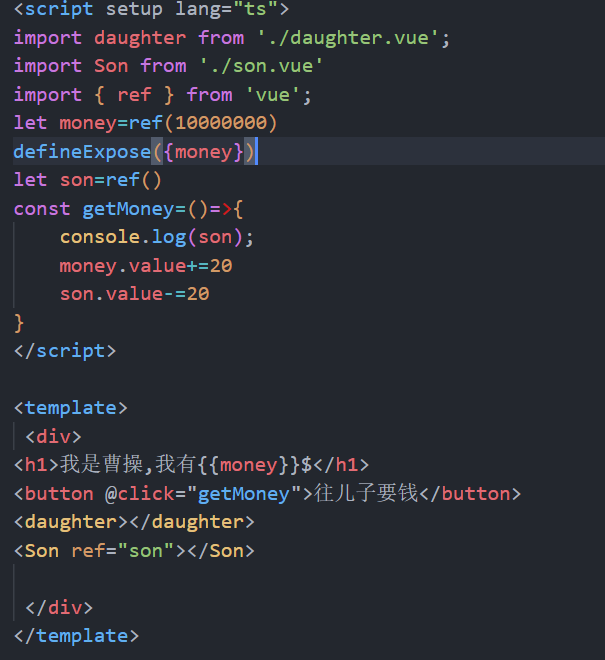 <script setup lang="ts">
import daughter from './daughter.vue';
import Son from './son.vue'
import { ref } from 'vue';
let money=ref(10000000)
defineExpose({money})
let son=ref()
const getMoney=()=>{
    console.log(son);
    money.value+=20
    son.value-=20
}
</script>

<template>
 <div>
<h1>我是曹操,我有{{money}}$</h1>
<button @click="getMoney">往儿子要钱</button>
<daughter></daughter>
<Son ref="son"></Son>

 </div>
</template>